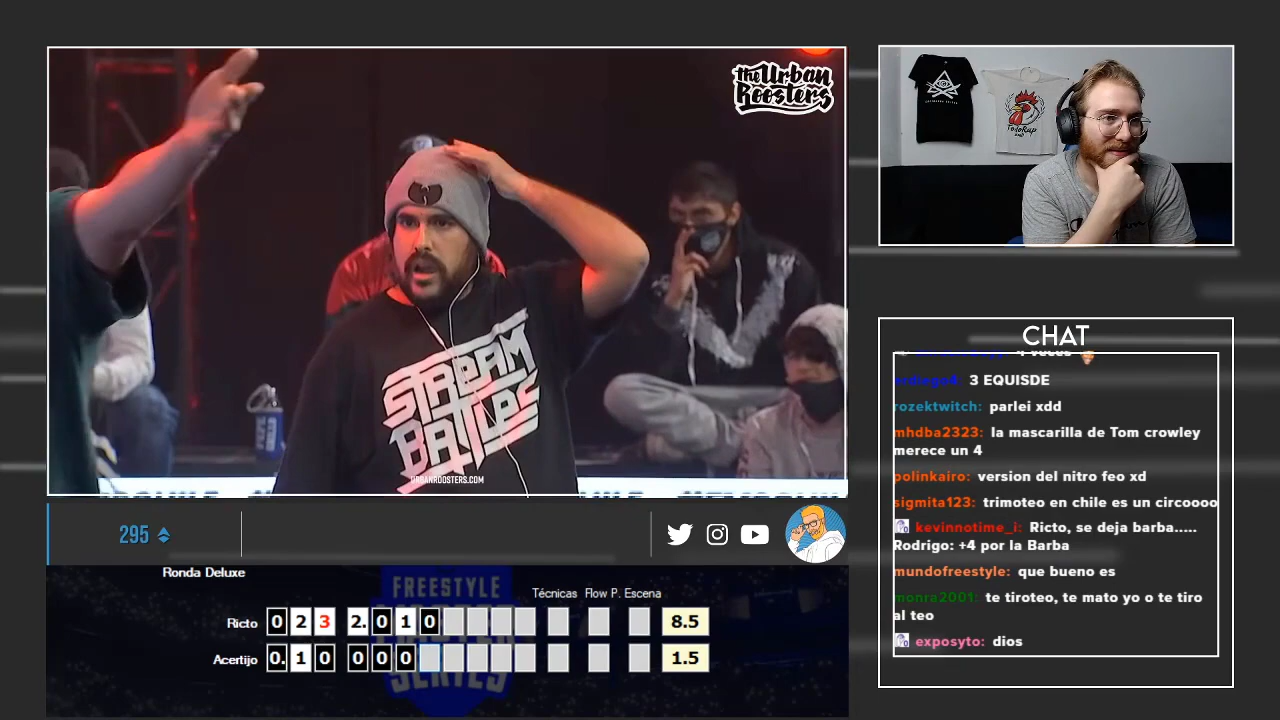 the Urban
Roosters
TodoRap
STREAM
BATTLES
URBANROOSTERS.COM
CHAT
3 EQUISDE
rozektwitch: parlei xdd
mhdba2323: la mascarilla de Tom crowley
merece un 4
polinkairo: version del nitro feo xd
sigmita123: trimoteo en chile es un circoooo
kevinnotime_i: Ricto, se deja barba.....
Rodrigo: +4 por la Barba
mundofreestyle: que bueno es
monra2001: te tiroteo, te mato yo o te tiro
al teo
exposyto: dios
295
Ronda Deluxe
FREESTYLE
SERIES
Técnicas Flow P. Escena
Ricto 0 2 3 2. 0 1 0 8.5
Acertijo 0. 1 0 0 0 0 1.5